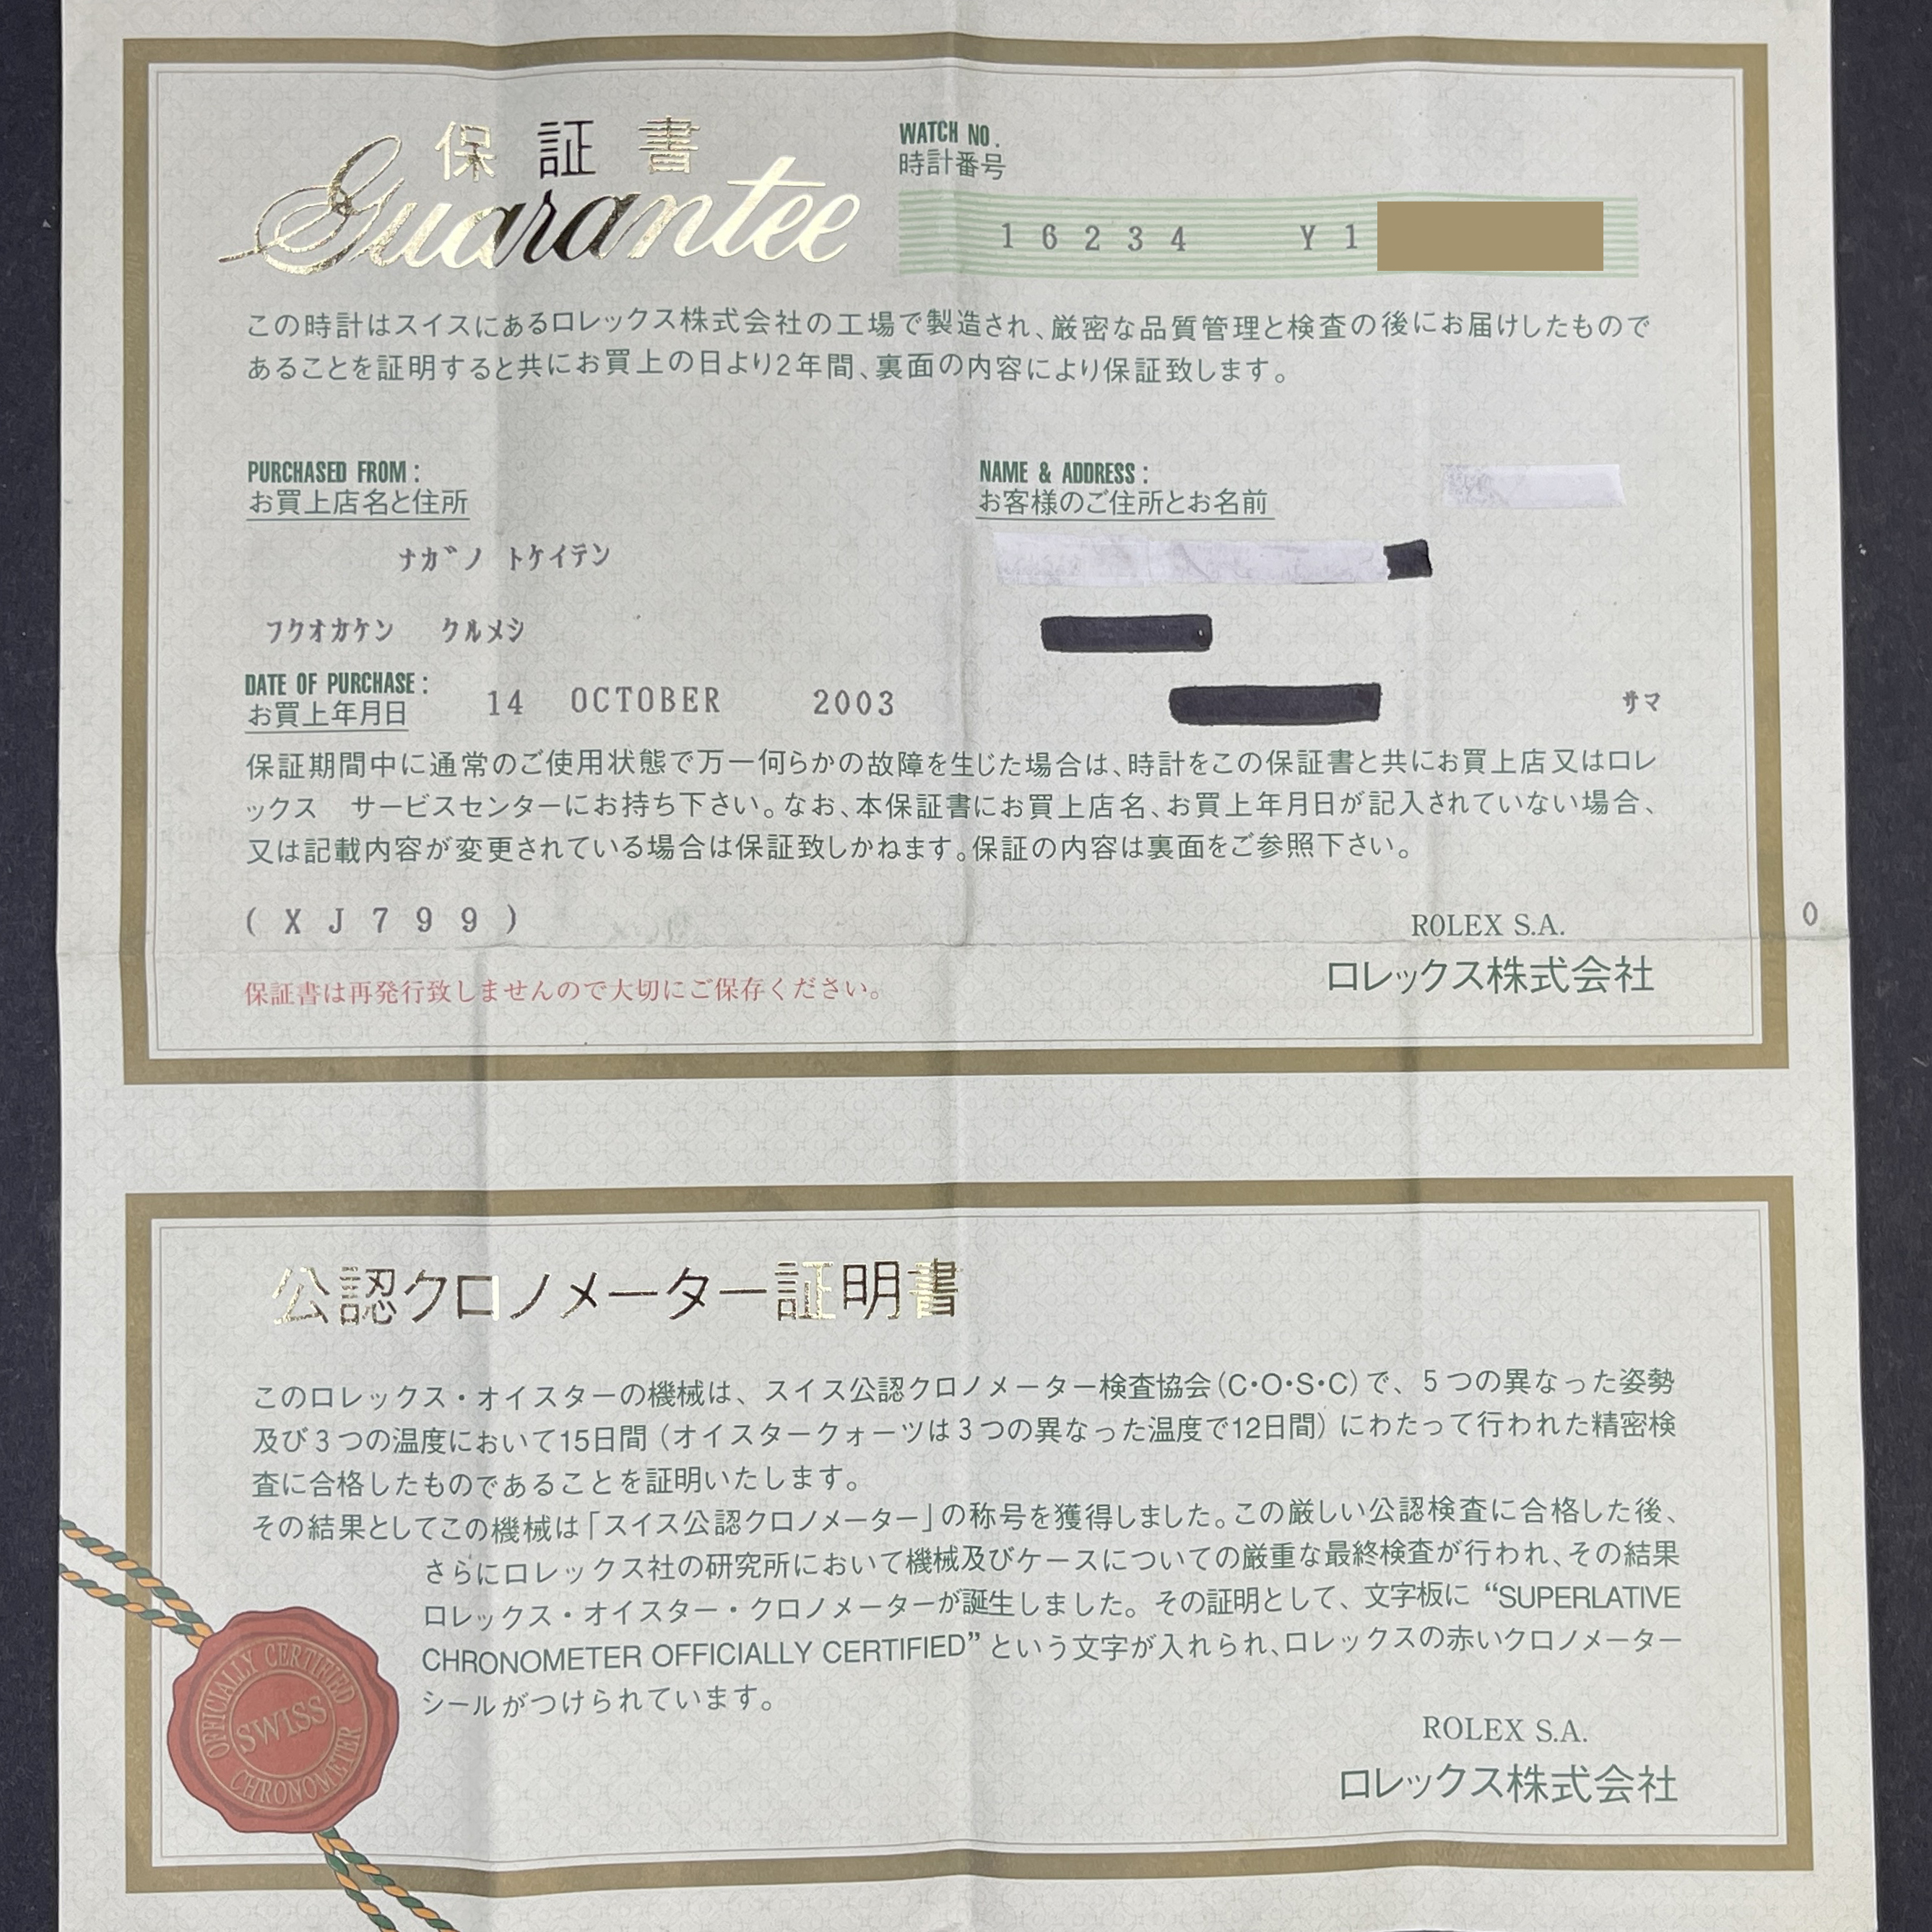 保証書
Guarantee
WATCH NO.
時計番号
16234 Y1
この時計はスイスにあるロレックス株式会社の工場で製造され、厳密な品質管理と検査の後にお届けしたもので
あることを証明すると共にお買上の日より2年間、裏面の内容により保証致します。
PURCHASED FROM:
お買上店名と住所
ナガノ トケイテン
フクオカケン クルメシ
NAME & ADDRESS:
お客様のご住所とお名前
サマ
DATE OF PURCHASE:
お買上年月日
14 OCTOBER 2003
保証期間中に通常のご使用状態で万一何らかの故障を生じた場合は、時計をこの保証書と共にお買上店又はロレ
ックス サービスセンターにお持ち下さい。なお、本保証書にお買上店名、お買上年月日が記入されていない場合、
又は記載内容が変更されている場合は保証致しかねます。保証の内容は裏面をご参照下さい。
(XJ799)
0
ROLEX S.A.
ロレックス株式会社
保証書は再発行致しませんので大切にご保存ください。
公認クロノメーター証明書
このロレックス・オイスターの機械は、スイス公認クロノメーター検査協会(C・O・S・C)で、5つの異なった姿勢
及び3つの温度において15日間(オイスタークォーツは3つの異なった温度で12日間)にわたって行われた精密検
査に合格したものであることを証明いたします。
その結果としてこの機械は「スイス公認クロノメーター」の称号を獲得しました。この厳しい公認検査に合格した後、
さらにロレックス社の研究所において機械及びケースについての厳重な最終検査が行われ、その結果
ロレックス・オイスター・クロノメーターが誕生しました。その証明として、文字板に “SUPERLATIVE
CHRONOMETER OFFICIALLY CERTIFIED” という文字が入れられ、ロレックスの赤いクロノメーター
シールがつけられています。
OFFICIALLY CERTIFIED
SWISS
CHRONOMETER
ROLEX S.A.
ロレックス株式会社